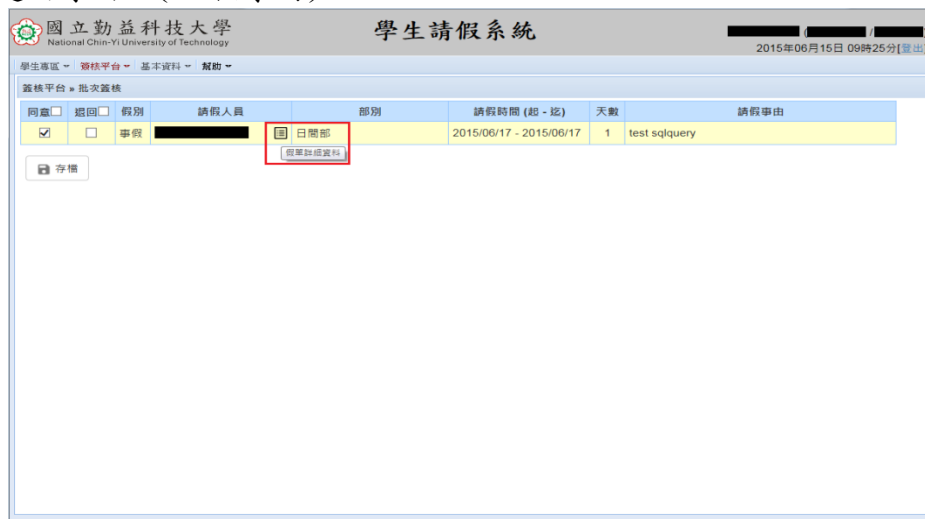 國立勤益科技大學
National Chin-Yi University of Technology
學生請假系統
2015年06月15日 09時25分[登出]
學生專區 簽核平台 基本資料 幫助
簽核平台 » 批次簽核
同意 退回 假別 請假人員 部別 請假時間 (起 - 迄) 天數 請假事由
事假 日間部 2015/06/17 - 2015/06/17 1 test sqlquery
假單詳細資料
存檔